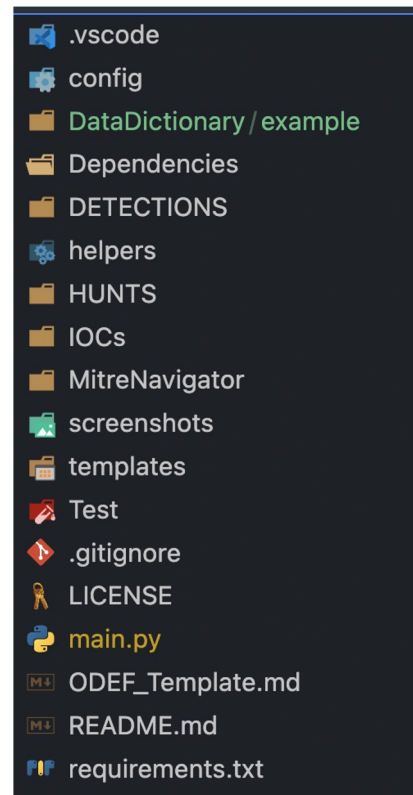 .vscode
config
DataDictionary/example
Dependencies
DETECTIONS
helpers
HUNTS
IOCs
MitreNavigator
screenshots
templates
Test
.gitignore
LICENSE
main.py
ODEF_Template.md
README.md
requirements.txt